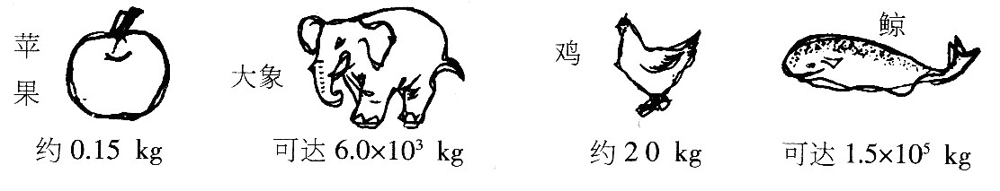 苹果
约 0.15 kg
大象
可达 6.0×10³ kg
鸡
约 2 0 kg
鲸
可达 1.5×10⁵ kg